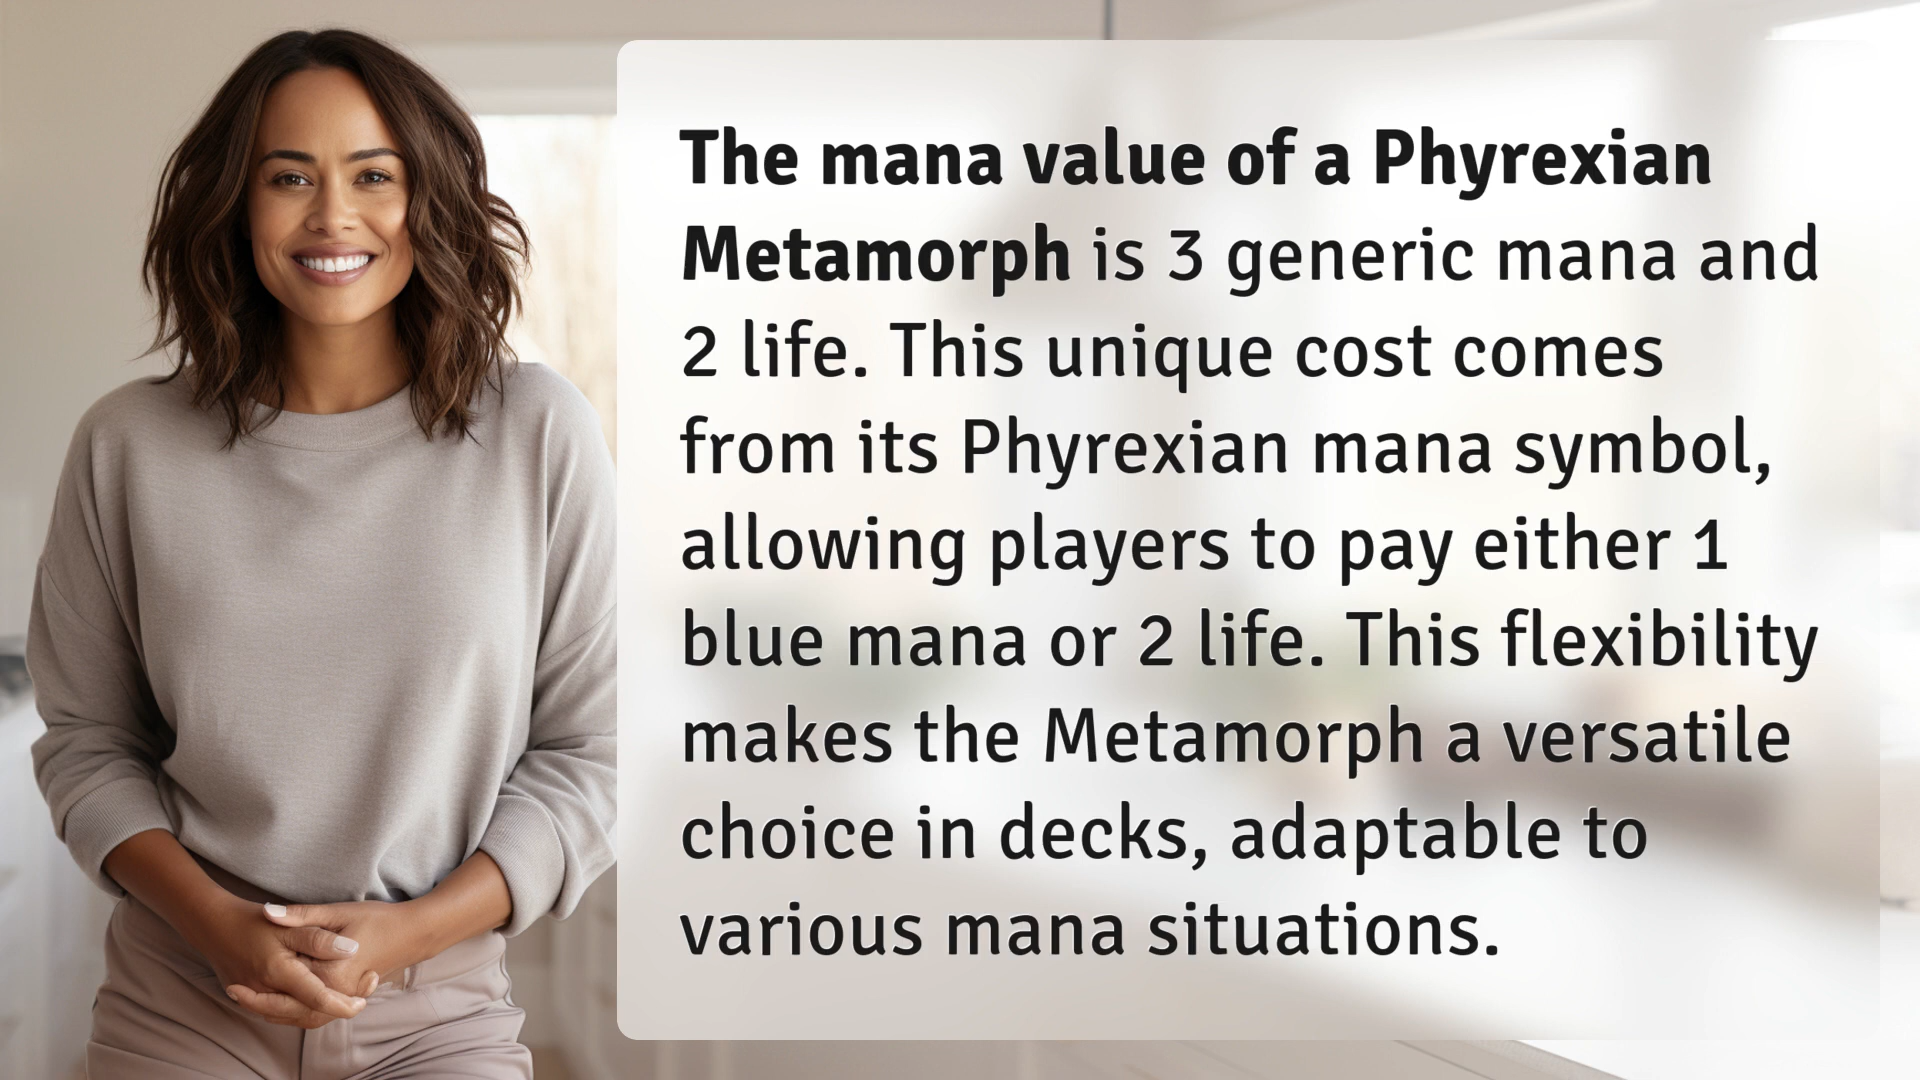 The mana value of a Phyrexian
Metamorph is 3 generic mana and
2 life. This unique cost comes
from its Phyrexian mana symbol,
allowing players to pay either 1
blue mana or 2 life. This flexibility
makes the Metamorph a versatile
choice in decks, adaptable to
various mana situations.